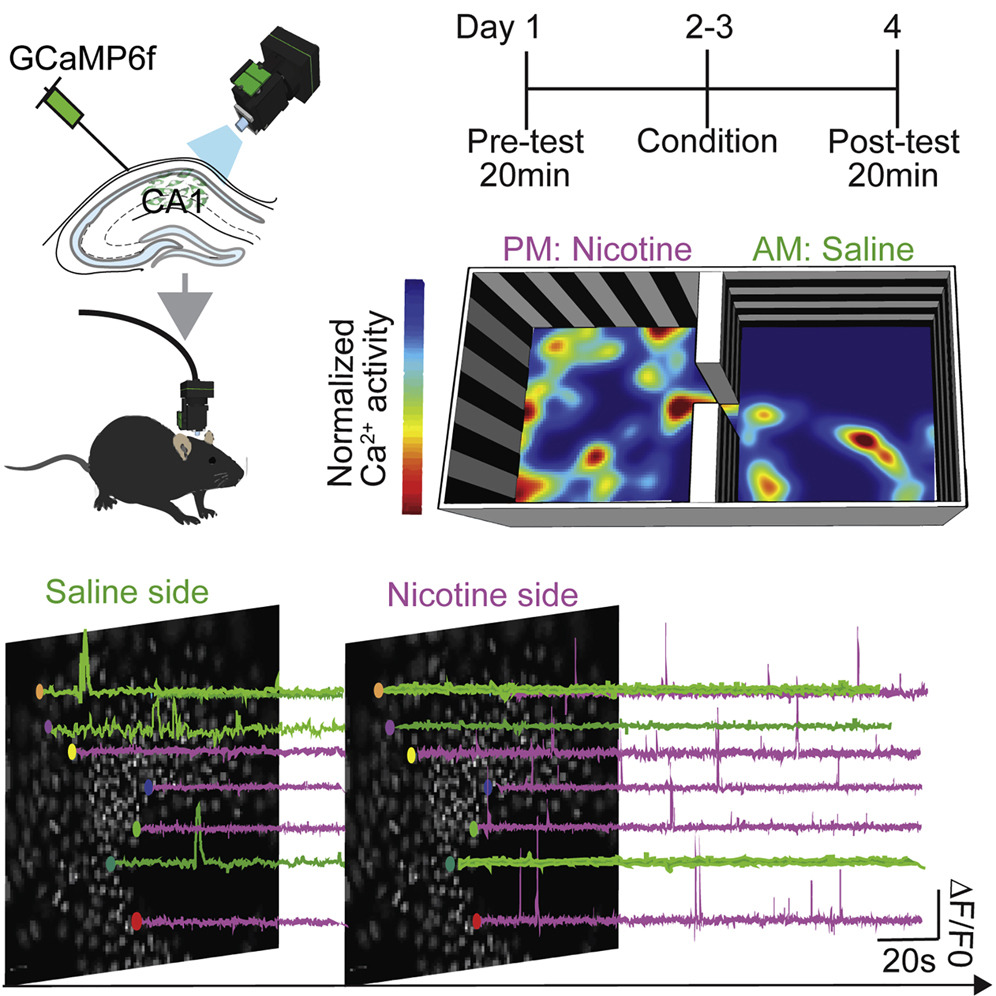 GCaMP6f
CA1
Day 1
2-3
4
Pre-test
20min
Condition
Post-test
20min
PM: Nicotine
AM: Saline
Normalized
Ca²⁺ activity
Saline side
Nicotine side
ΔF/F0
20s